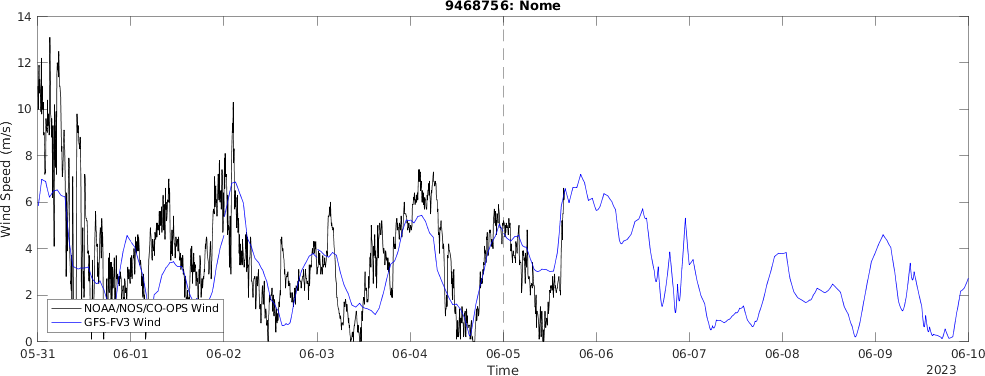 9468756: Nome
14
12
10
8
6
4
2
0
Wind Speed (m/s)
NOAA/NOS/CO-OPS Wind
GFS-FV3 Wind
05-31 06-01 06-02 06-03 06-04 06-05 06-06 06-07 06-08 06-09 06-10
Time
2023